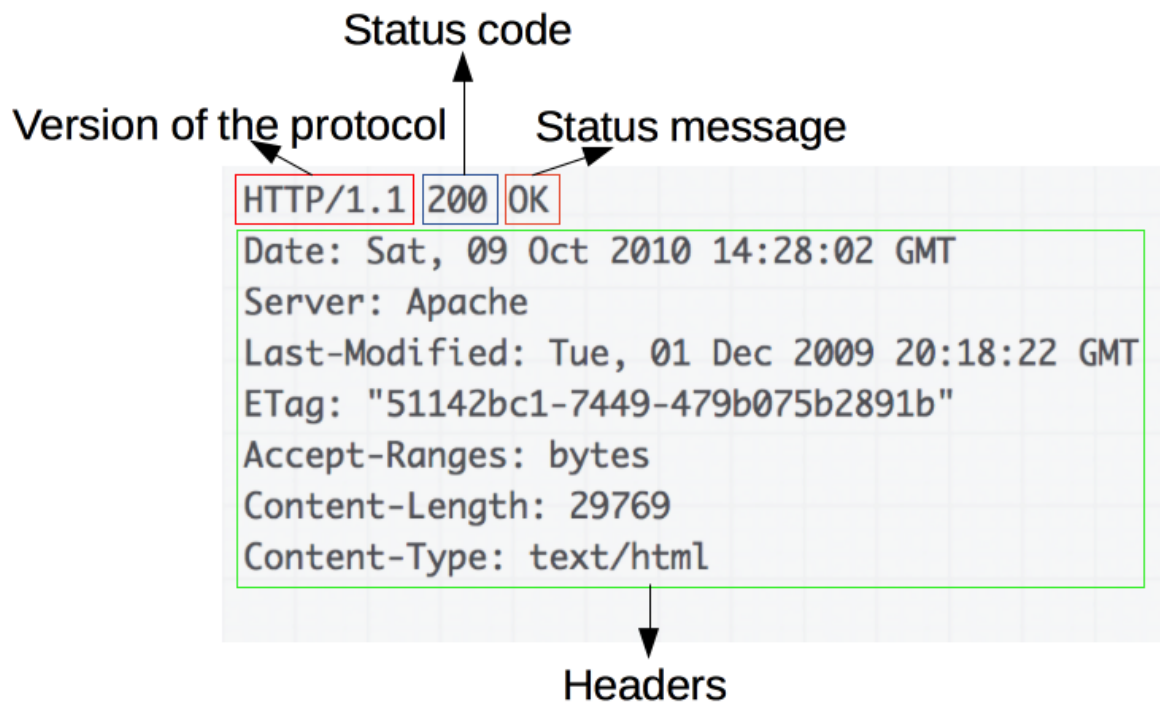 Status code
Version of the protocol
Status message
HTTP/1.1 200 OK
Date: Sat, 09 Oct 2010 14:28:02 GMT
Server: Apache
Last-Modified: Tue, 01 Dec 2009 20:18:22 GMT
ETag: "51142bc1-7449-479b075b2891b"
Accept-Ranges: bytes
Content-Length: 29769
Content-Type: text/html
Headers